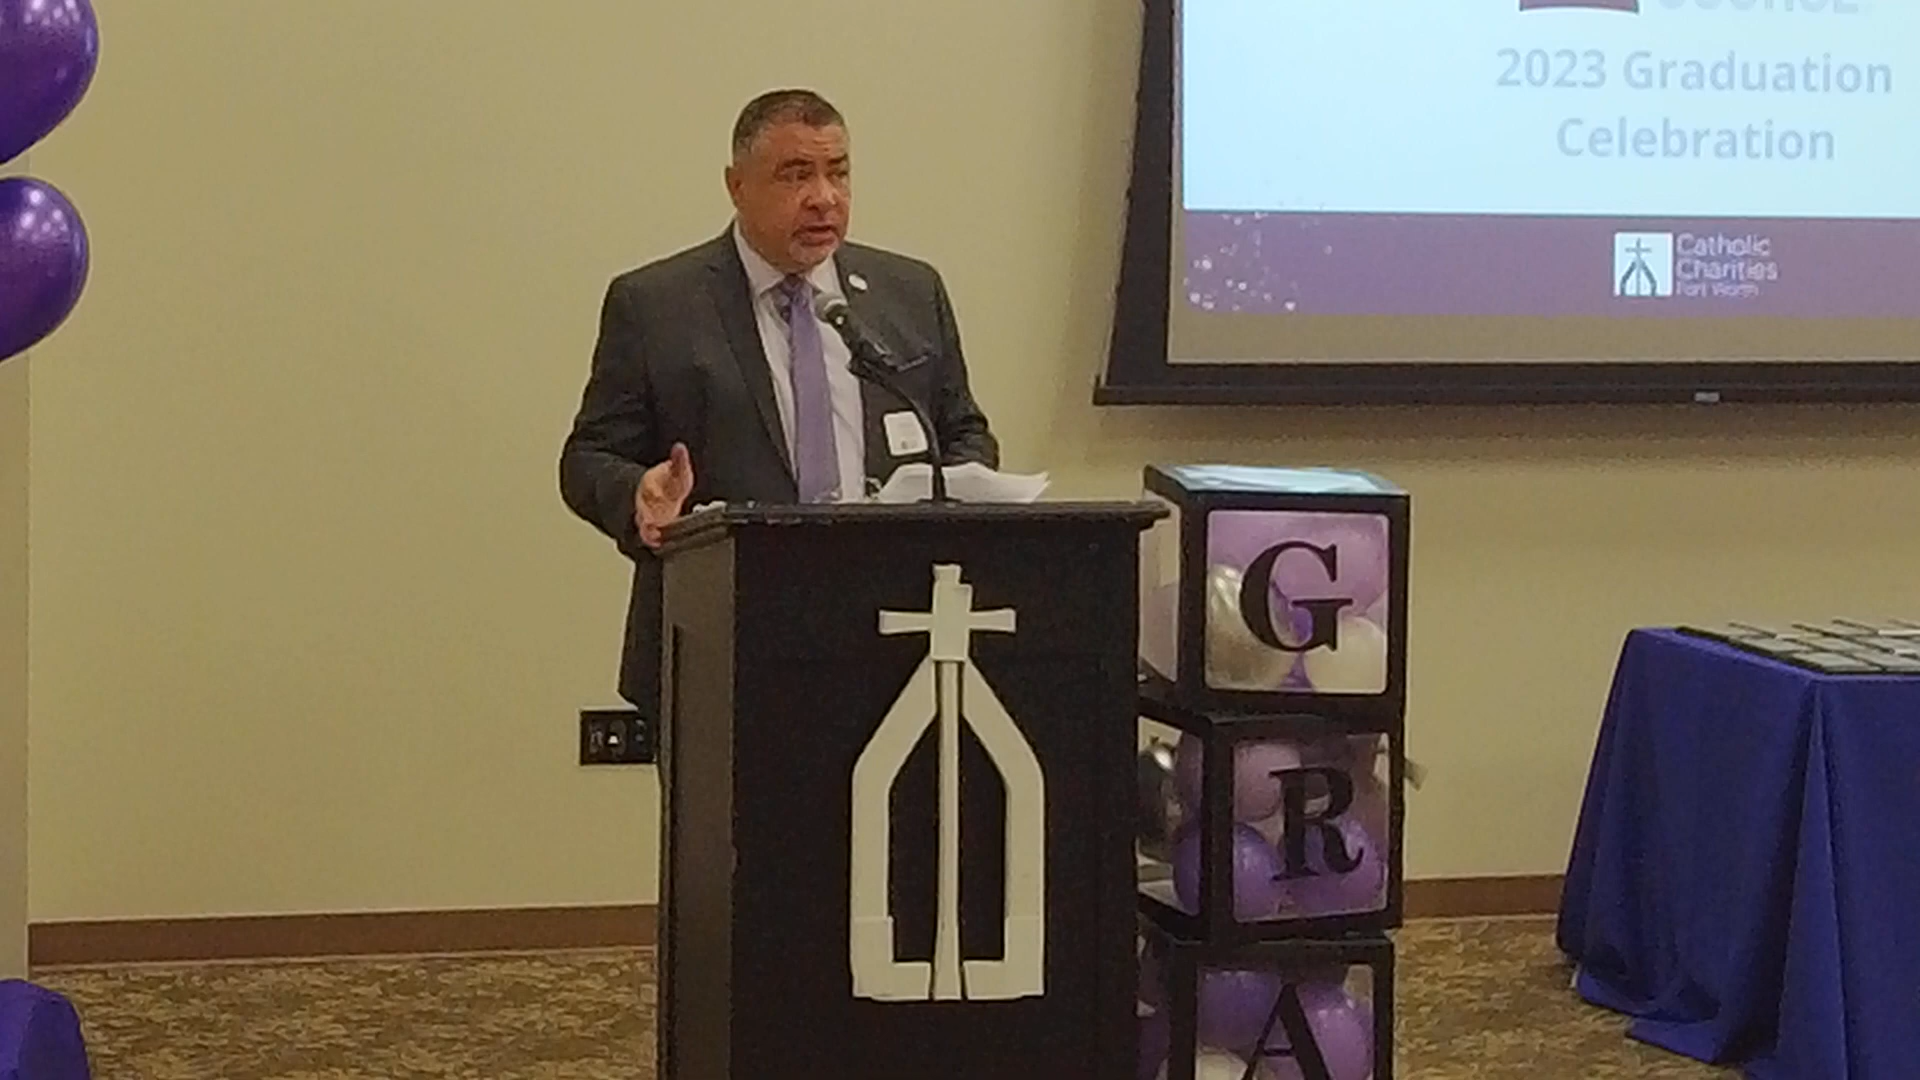 2023 Graduation
Celebration
Catholic
Charities
Fort Worth
G
R
A